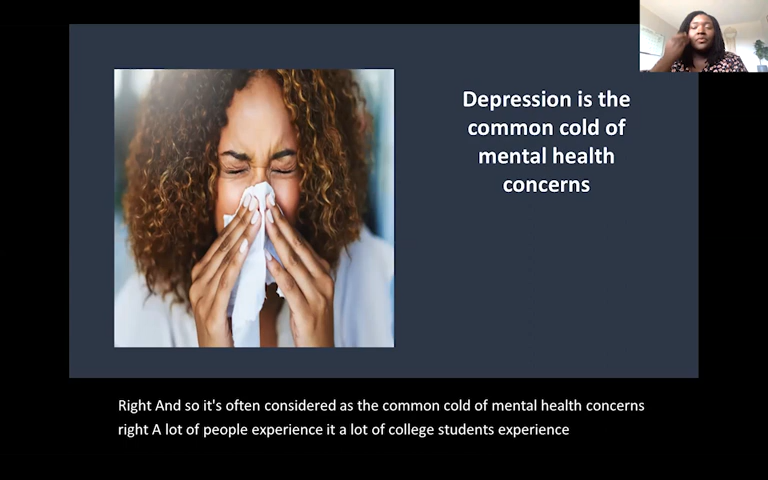 Depression is the
common cold of
mental health
concerns
Right And so it's often considered as the common cold of mental health concerns
right A lot of people experience it a lot of college students experience